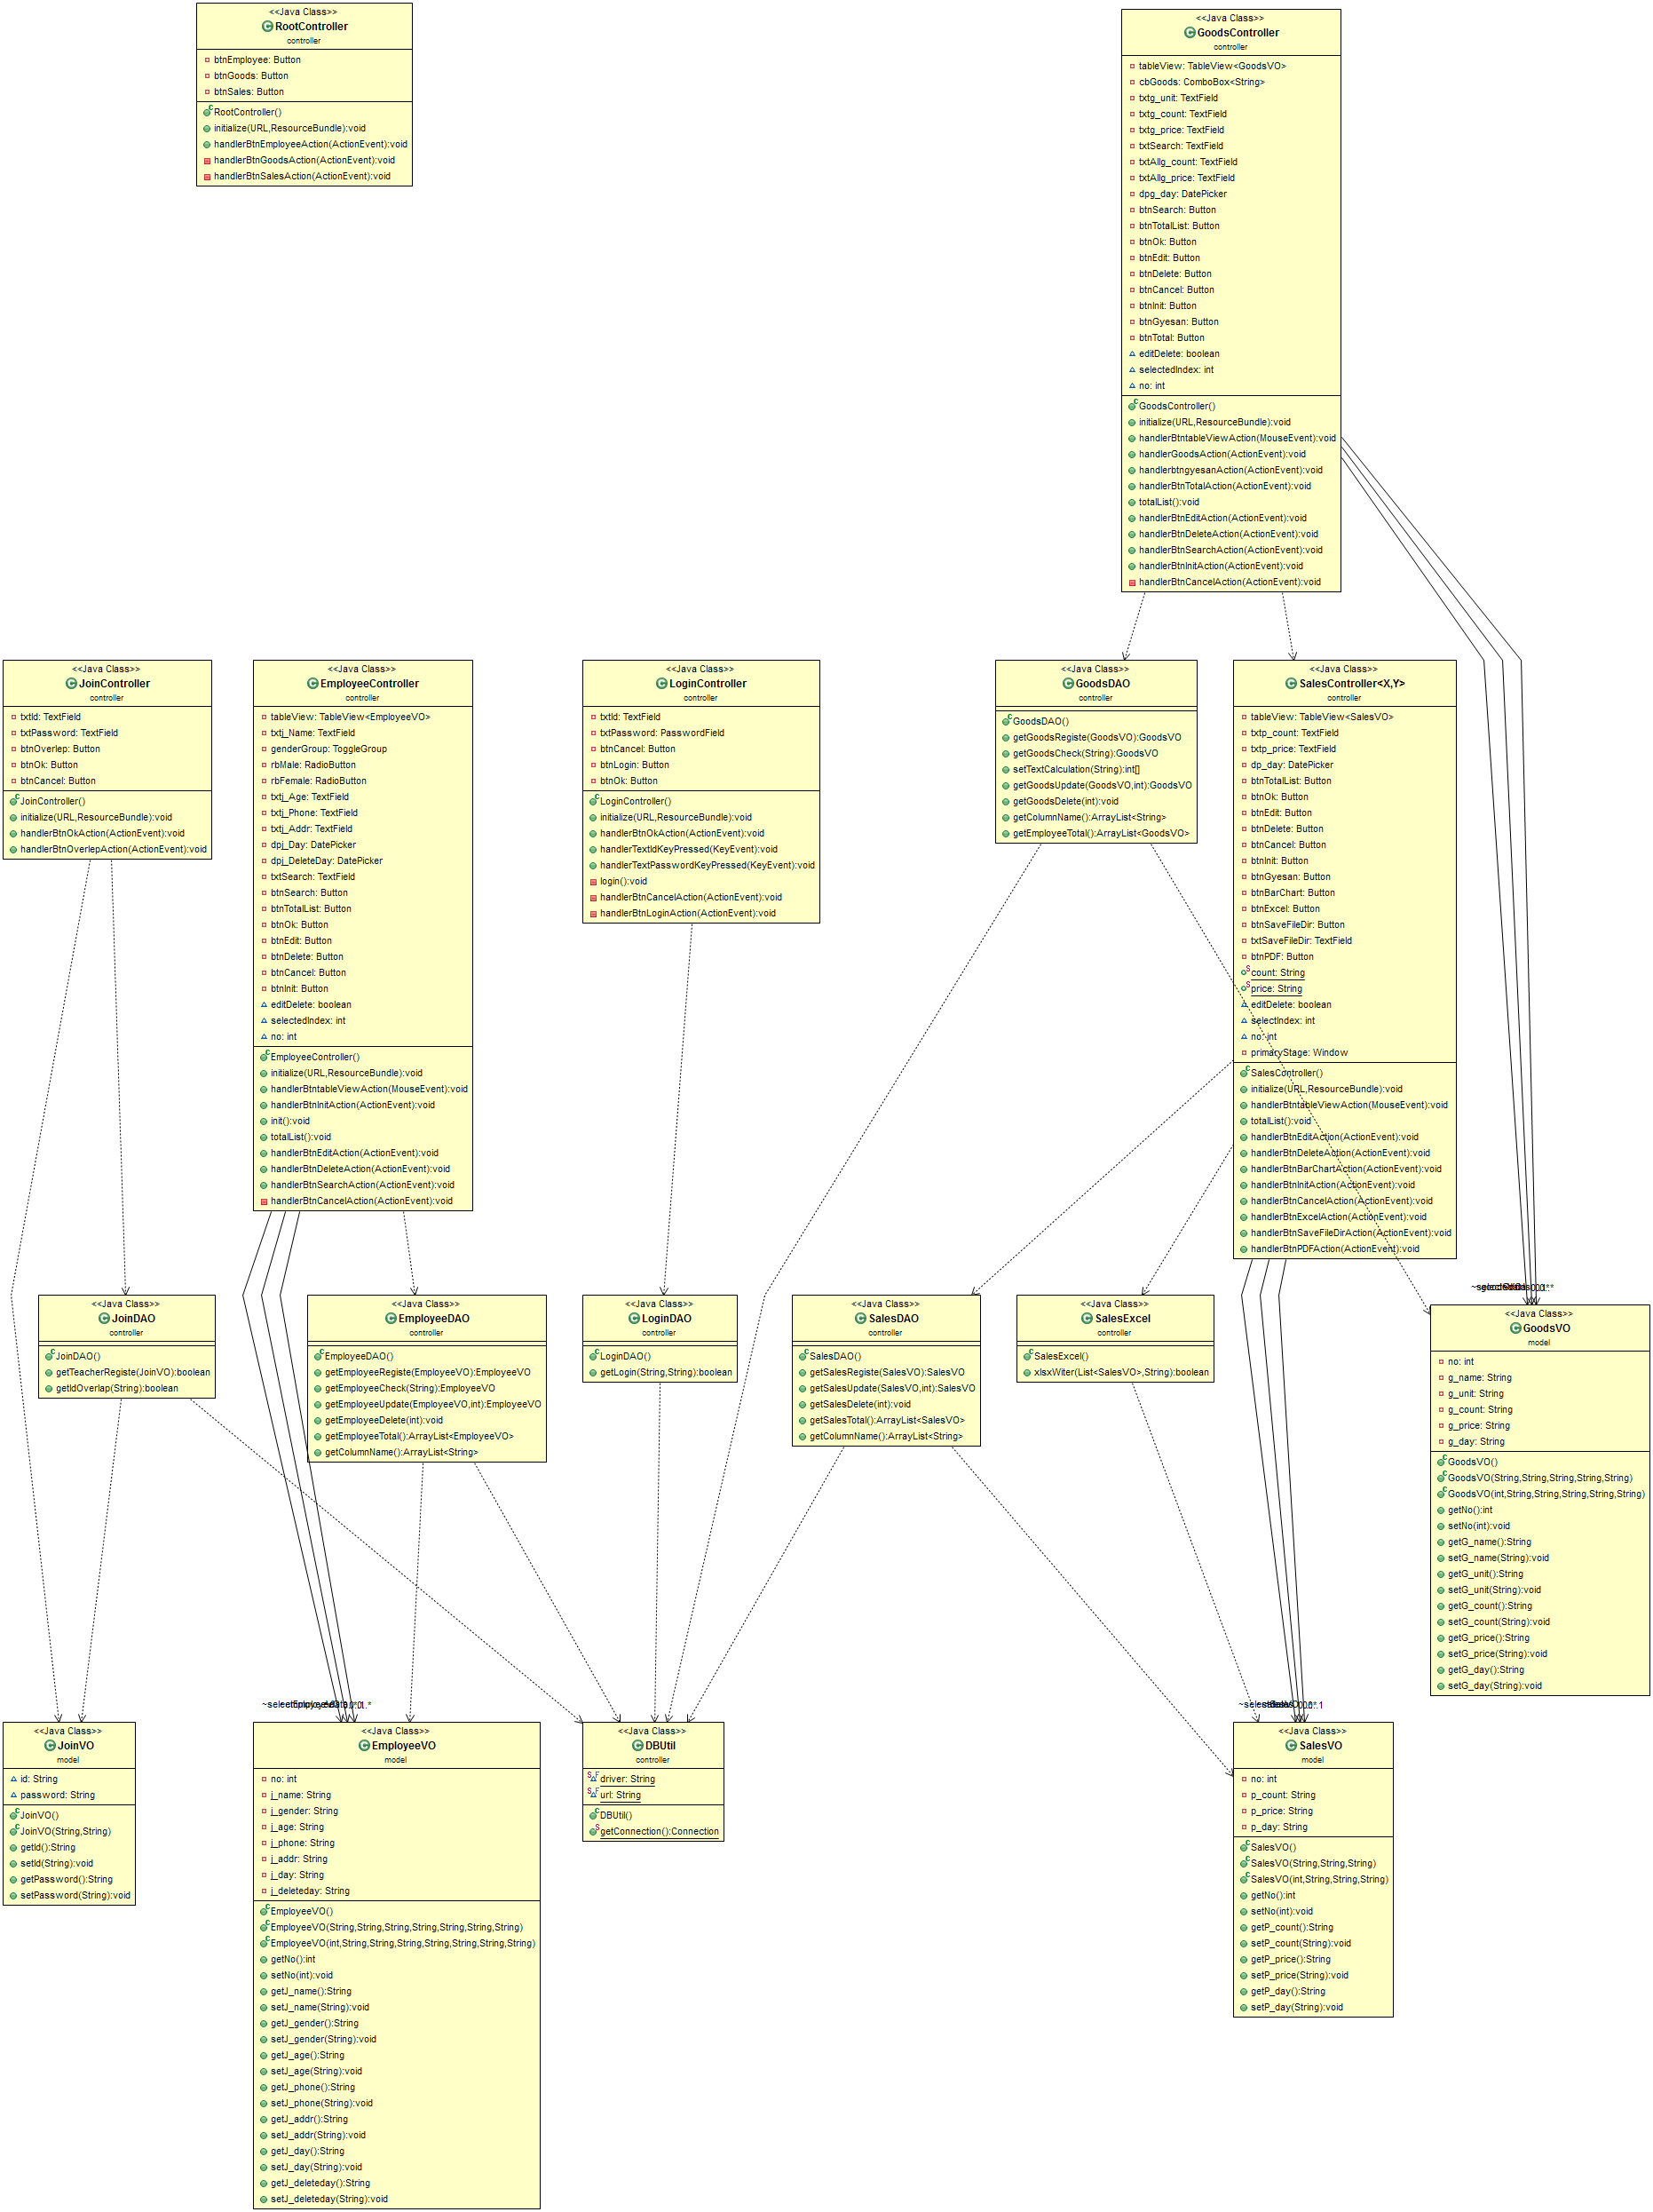 <<Java Class>>
RootController
controller
btnEmployee: Button
btnGoods: Button
btnSales: Button
RootController()
initialize(URL,ResourceBundle):void
handlerBtnEmployeeAction(ActionEvent):void
handlerBtnGoodsAction(ActionEvent):void
handlerBtnSalesAction(ActionEvent):void
<<Java Class>>
GoodsController
controller
tableView: TableView<GoodsVO>
cbGoods: ComboBox<String>
txtg_unit: TextField
txtg_count: TextField
txtg_price: TextField
txtSearch: TextField
txtAllg_count: TextField
txtAllg_price: TextField
dpg_day: DatePicker
btnSearch: Button
btnTotalList: Button
btnOk: Button
btnEdit: Button
btnDelete: Button
btnCancel: Button
btnInit: Button
btnGyesan: Button
btnTotal: Button
editDelete: boolean
selectedIndex: int
no: int
GoodsController()
initialize(URL,ResourceBundle):void
handlerBtntableViewAction(MouseEvent):void
handlerGoodsAction(ActionEvent):void
handlerbtngyesanAction(ActionEvent):void
handlerBtnTotalAction(ActionEvent):void
totalList():void
handlerBtnEditAction(ActionEvent):void
handlerBtnDeleteAction(ActionEvent):void
handlerBtnSearchAction(ActionEvent):void
handlerBtnInitAction(ActionEvent):void
handlerBtnCancelAction(ActionEvent):void
<<Java Class>>
JoinController
controller
txtId: TextField
txtPassword: TextField
btnOverlep: Button
btnOk: Button
btnCancel: Button
JoinController()
initialize(URL,ResourceBundle):void
handlerBtnOkAction(ActionEvent):void
handlerBtnOverlepAction(ActionEvent):void
<<Java Class>>
EmployeeController
controller
tableView: TableView<EmployeeVO>
txtj_Name: TextField
genderGroup: ToggleGroup
rbMale: RadioButton
rbFemale: RadioButton
txtj_Age: TextField
txtj_Phone: TextField
txtj_Addr: TextField
dpj_Day: DatePicker
dpj_DeleteDay: DatePicker
txtSearch: TextField
btnSearch: Button
btnTotalList: Button
btnOk: Button
btnEdit: Button
btnDelete: Button
btnCancel: Button
btnInit: Button
editDelete: boolean
selectedIndex: int
no: int
EmployeeController()
initialize(URL,ResourceBundle):void
handlerBtntableViewAction(MouseEvent):void
handlerBtnInitAction(ActionEvent):void
init():void
totalList():void
handlerBtnEditAction(ActionEvent):void
handlerBtnDeleteAction(ActionEvent):void
handlerBtnSearchAction(ActionEvent):void
handlerBtnCancelAction(ActionEvent):void
<<Java Class>>
LoginController
controller
txtId: TextField
txtPassword: PasswordField
btnCancel: Button
btnLogin: Button
btnOk: Button
LoginController()
initialize(URL,ResourceBundle):void
handlerBtnOkAction(ActionEvent):void
handlerTextIdKeyPressed(KeyEvent):void
handlerTextPasswordKeyPressed(KeyEvent):void
login():void
handlerBtnCancelAction(ActionEvent):void
handlerBtnLoginAction(ActionEvent):void
<<Java Class>>
GoodsDAO
controller
GoodsDAO()
getGoodsRegiste(GoodsVO):GoodsVO
getGoodsCheck(String):GoodsVO
setTextCalculation(String):int[]
getGoodsUpdate(GoodsVO,int):GoodsVO
getGoodsDelete(int):void
getColumnName():ArrayList<String>
getEmployeeTotal():ArrayList<GoodsVO>
<<Java Class>>
SalesController<X,Y>
controller
tableView: TableView<SalesVO>
txtp_count: TextField
txtp_price: TextField
dp_day: DatePicker
btnTotalList: Button
btnOk: Button
btnEdit: Button
btnDelete: Button
btnCancel: Button
btnInit: Button
btnGyesan: Button
btnBarChart: Button
btnExcel: Button
btnSaveFileDir: Button
txtSaveFileDir: TextField
btnPDF: Button
count: String
price: String
editDelete: boolean
selectIndex: int
no: int
primaryStage: Window
SalesController()
initialize(URL,ResourceBundle):void
handlerBtntableViewAction(MouseEvent):void
totalList():void
handlerBtnEditAction(ActionEvent):void
handlerBtnDeleteAction(ActionEvent):void
handlerBtnBarChartAction(ActionEvent):void
handlerBtnInitAction(ActionEvent):void
handlerBtnCancelAction(ActionEvent):void
handlerBtnExcelAction(ActionEvent):void
handlerBtnSaveFileDirAction(ActionEvent):void
handlerBtnPDFAction(ActionEvent):void
<<Java Class>>
JoinDAO
controller
JoinDAO()
getTeacherRegiste(JoinVO):boolean
getIdOverlap(String):boolean
<<Java Class>>
EmployeeDAO
controller
EmployeeDAO()
getEmployeeRegiste(EmployeeVO):EmployeeVO
getEmployeeCheck(String):EmployeeVO
getEmployeeUpdate(EmployeeVO,int):EmployeeVO
getEmployeeDelete(int):void
getEmployeeTotal():ArrayList<EmployeeVO>
getColumnName():ArrayList<String>
<<Java Class>>
LoginDAO
controller
LoginDAO()
getLogin(String,String):boolean
<<Java Class>>
SalesDAO
controller
SalesDAO()
getSalesRegiste(SalesVO):SalesVO
getSalesUpdate(SalesVO,int):SalesVO
getSalesDelete(int):void
getSalesTotal():ArrayList<SalesVO>
getColumnName():ArrayList<String>
<<Java Class>>
SalesExcel
controller
SalesExcel()
xlsxWiter(List<SalesVO>,String):boolean
<<Java Class>>
GoodsVO
model
no: int
g_name: String
g_unit: String
g_count: String
g_price: String
g_day: String
GoodsVO()
GoodsVO(String,String,String,String,String)
GoodsVO(int,String,String,String,String,String)
getNo():int
setNo(int):void
getG_name():String
setG_name(String):void
getG_unit():String
setG_unit(String):void
getG_count():String
setG_count(String):void
getG_price():String
setG_price(String):void
getG_day():String
setG_day(String):void
<<Java Class>>
JoinVO
model
id: String
password: String
JoinVO()
JoinVO(String,String)
getId():String
setId(String):void
getPassword():String
setPassword(String):void
<<Java Class>>
EmployeeVO
model
no: int
j_name: String
j_gender: String
j_age: String
j_phone: String
j_addr: String
j_day: String
j_deleteday: String
EmployeeVO()
EmployeeVO(String,String,String,String,String,String,String)
EmployeeVO(int,String,String,String,String,String,String,String)
getNo():int
setNo(int):void
getJ_name():String
setJ_name(String):void
getJ_gender():String
setJ_gender(String):void
getJ_age():String
setJ_age(String):void
getJ_phone():String
setJ_phone(String):void
getJ_addr():String
setJ_addr(String):void
getJ_day():String
setJ_day(String):void
getJ_deleteday():String
setJ_deleteday(String):void
<<Java Class>>
DBUtil
controller
driver: String
url: String
DBUtil()
getConnection():Connection
<<Java Class>>
SalesVO
model
no: int
p_count: String
p_price: String
p_day: String
SalesVO()
SalesVO(String,String,String)
SalesVO(int,String,String,String)
getNo():int
setNo(int):void
getP_count():String
setP_count(String):void
getP_price():String
setP_price(String):void
getP_day():String
setP_day(String):void